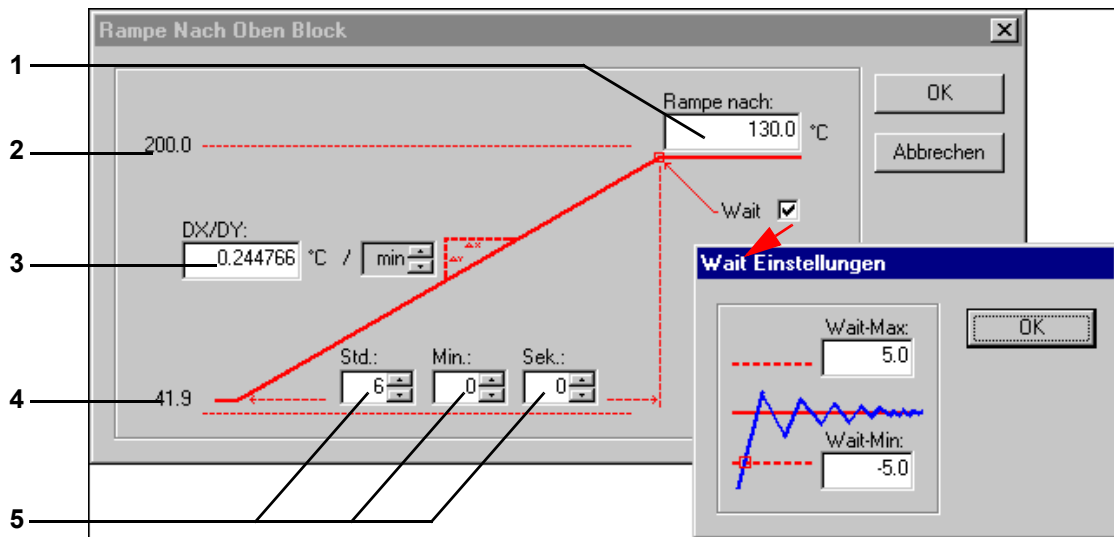 Rampe Nach Oben Block
1
Rampe nach:
OK
130.0 °C
2
200.0
Abbrechen
Wait
DX/DY:
3
0.244766 °C / min
ΔX
ΔY
Wait Einstellungen
Wait-Max:
OK
5.0
Std.: Min.: Sek.:
6 0 0
4
41.9
Wait-Min:
-5.0
5